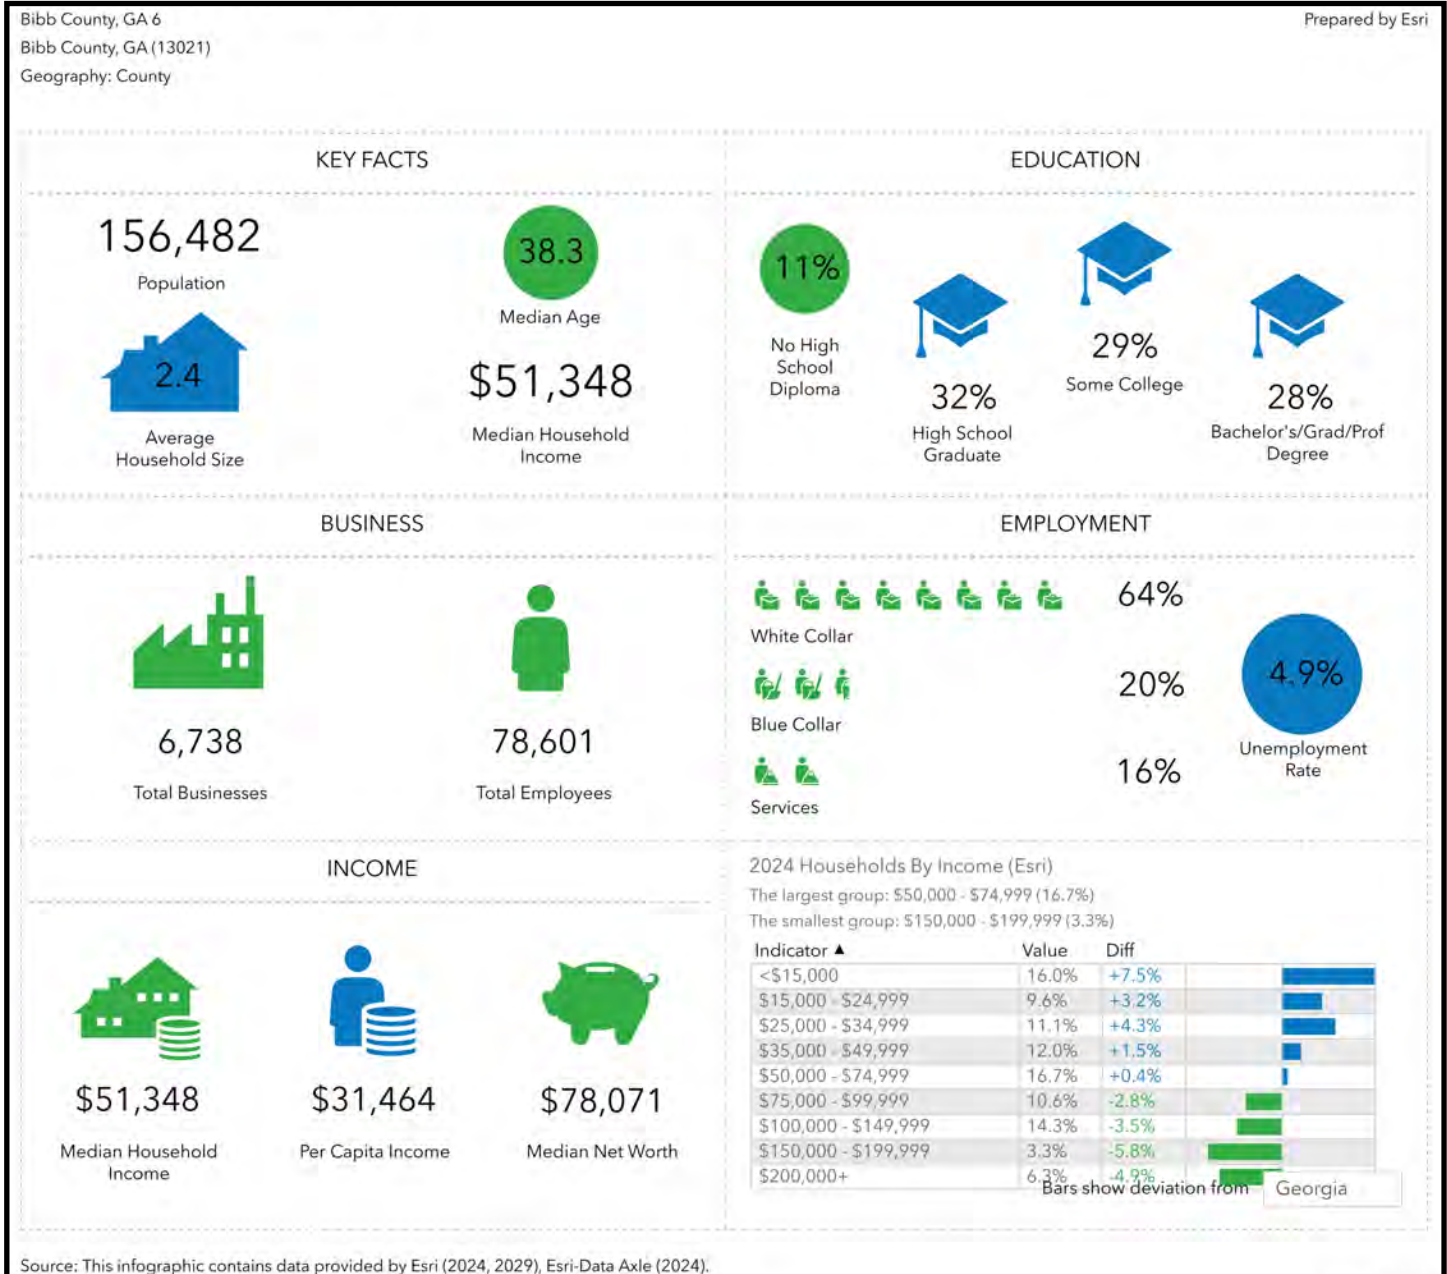 Bibb County, GA 6
Prepared by Esri
Bibb County, GA (13021)
Geography: County
KEY FACTS
156,482
Population
38.3
Median Age
2.4
Average
Household Size
$51,348
Median Household
Income
EDUCATION
11%
No High
School
Diploma
32%
High School
Graduate
29%
Some College
28%
Bachelor's/Grad/Prof
Degree
BUSINESS
6,738
Total Businesses
78,601
Total Employees
EMPLOYMENT
64%
White Collar
20%
Blue Collar
16%
Services
4.9%
Unemployment
Rate
INCOME
$51,348
Median Household
Income
$31,464
Per Capita Income
$78,071
Median Net Worth
2024 Households By Income (Esri)
The largest group: $50,000 - $74,999 (16.7%)
The smallest group: $150,000 - $199,999 (3.3%)
Indicator ▲ Value Diff
<$15,000 16.0% +7.5%
$15,000 - $24,999 9.6% +3.2%
$25,000 - $34,999 11.1% +4.3%
$35,000 - $49,999 12.0% +1.5%
$50,000 - $74,999 16.7% +0.4%
$75,000 - $99,999 10.6% -2.8%
$100,000 - $149,999 14.3% -3.5%
$150,000 - $199,999 3.3% -5.8%
$200,000+ 6.3% -4.9%
Bars show deviation from Georgia
Source: This infographic contains data provided by Esri (2024, 2029), Esri-Data Axle (2024).